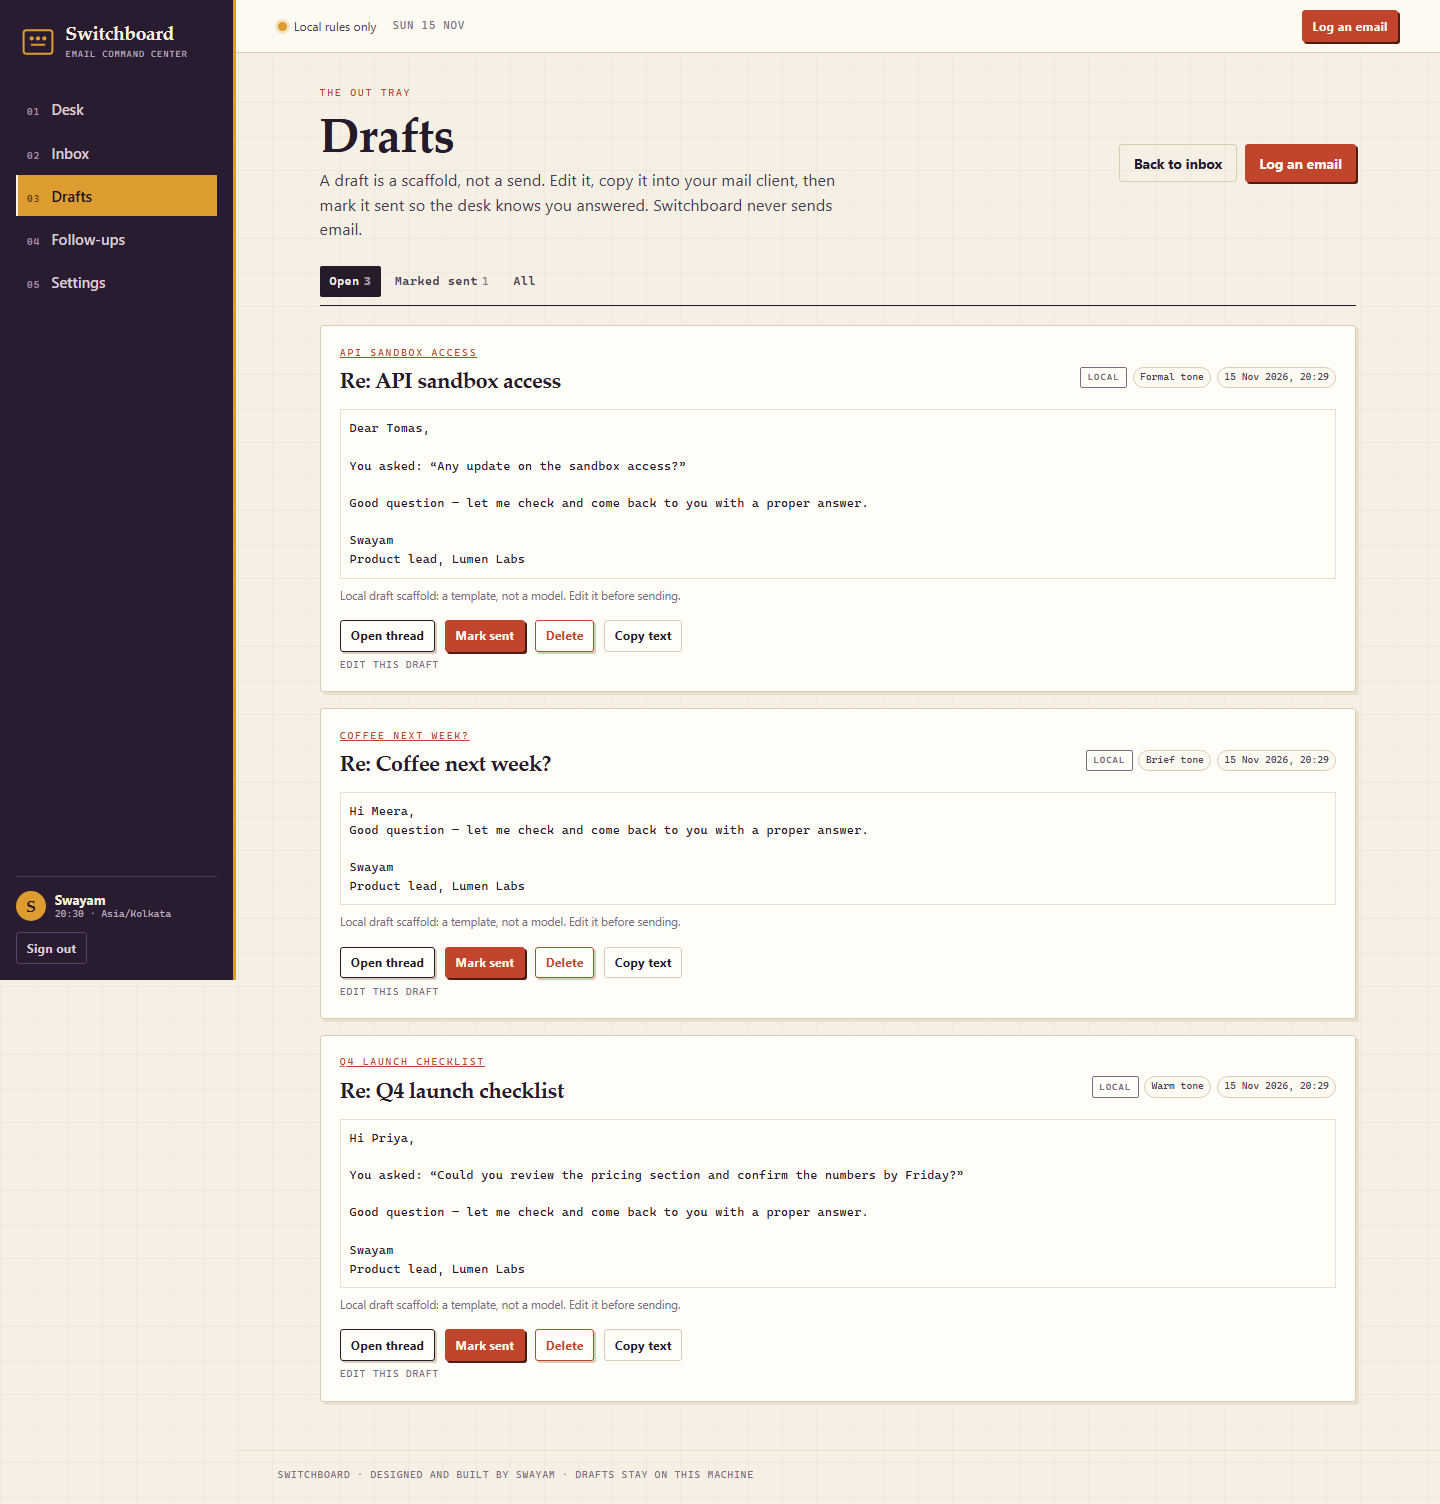 Switchboard
EMAIL COMMAND CENTER
01 Desk
02 Inbox
03 Drafts
04 Follow-ups
05 Settings
S
Swayam
20:30 · Asia/Kolkata
Sign out
Local rules only
SUN 15 NOV
Log an email
THE OUT TRAY
Drafts
A draft is a scaffold, not a send. Edit it, copy it into your mail client, then
mark it sent so the desk knows you answered. Switchboard never sends
email.
Back to inbox
Log an email
Open 3
Marked sent 1
All
API SANDBOX ACCESS
Re: API sandbox access
LOCAL
Formal tone
15 Nov 2026, 20:29
Dear Tomas,
You asked: “Any update on the sandbox access?”
Good question — let me check and come back to you with a proper answer.
Swayam
Product lead, Lumen Labs
Local draft scaffold: a template, not a model. Edit it before sending.
Open thread
Mark sent
Delete
Copy text
EDIT THIS DRAFT
COFFEE NEXT WEEK?
Re: Coffee next week?
LOCAL
Brief tone
15 Nov 2026, 20:29
Hi Meera,
Good question — let me check and come back to you with a proper answer.
Swayam
Product lead, Lumen Labs
Local draft scaffold: a template, not a model. Edit it before sending.
Open thread
Mark sent
Delete
Copy text
EDIT THIS DRAFT
Q4 LAUNCH CHECKLIST
Re: Q4 launch checklist
LOCAL
Warm tone
15 Nov 2026, 20:29
Hi Priya,
You asked: “Could you review the pricing section and confirm the numbers by Friday?”
Good question — let me check and come back to you with a proper answer.
Swayam
Product lead, Lumen Labs
Local draft scaffold: a template, not a model. Edit it before sending.
Open thread
Mark sent
Delete
Copy text
EDIT THIS DRAFT
SWITCHBOARD · DESIGNED AND BUILT BY SWAYAM · DRAFTS STAY ON THIS MACHINE